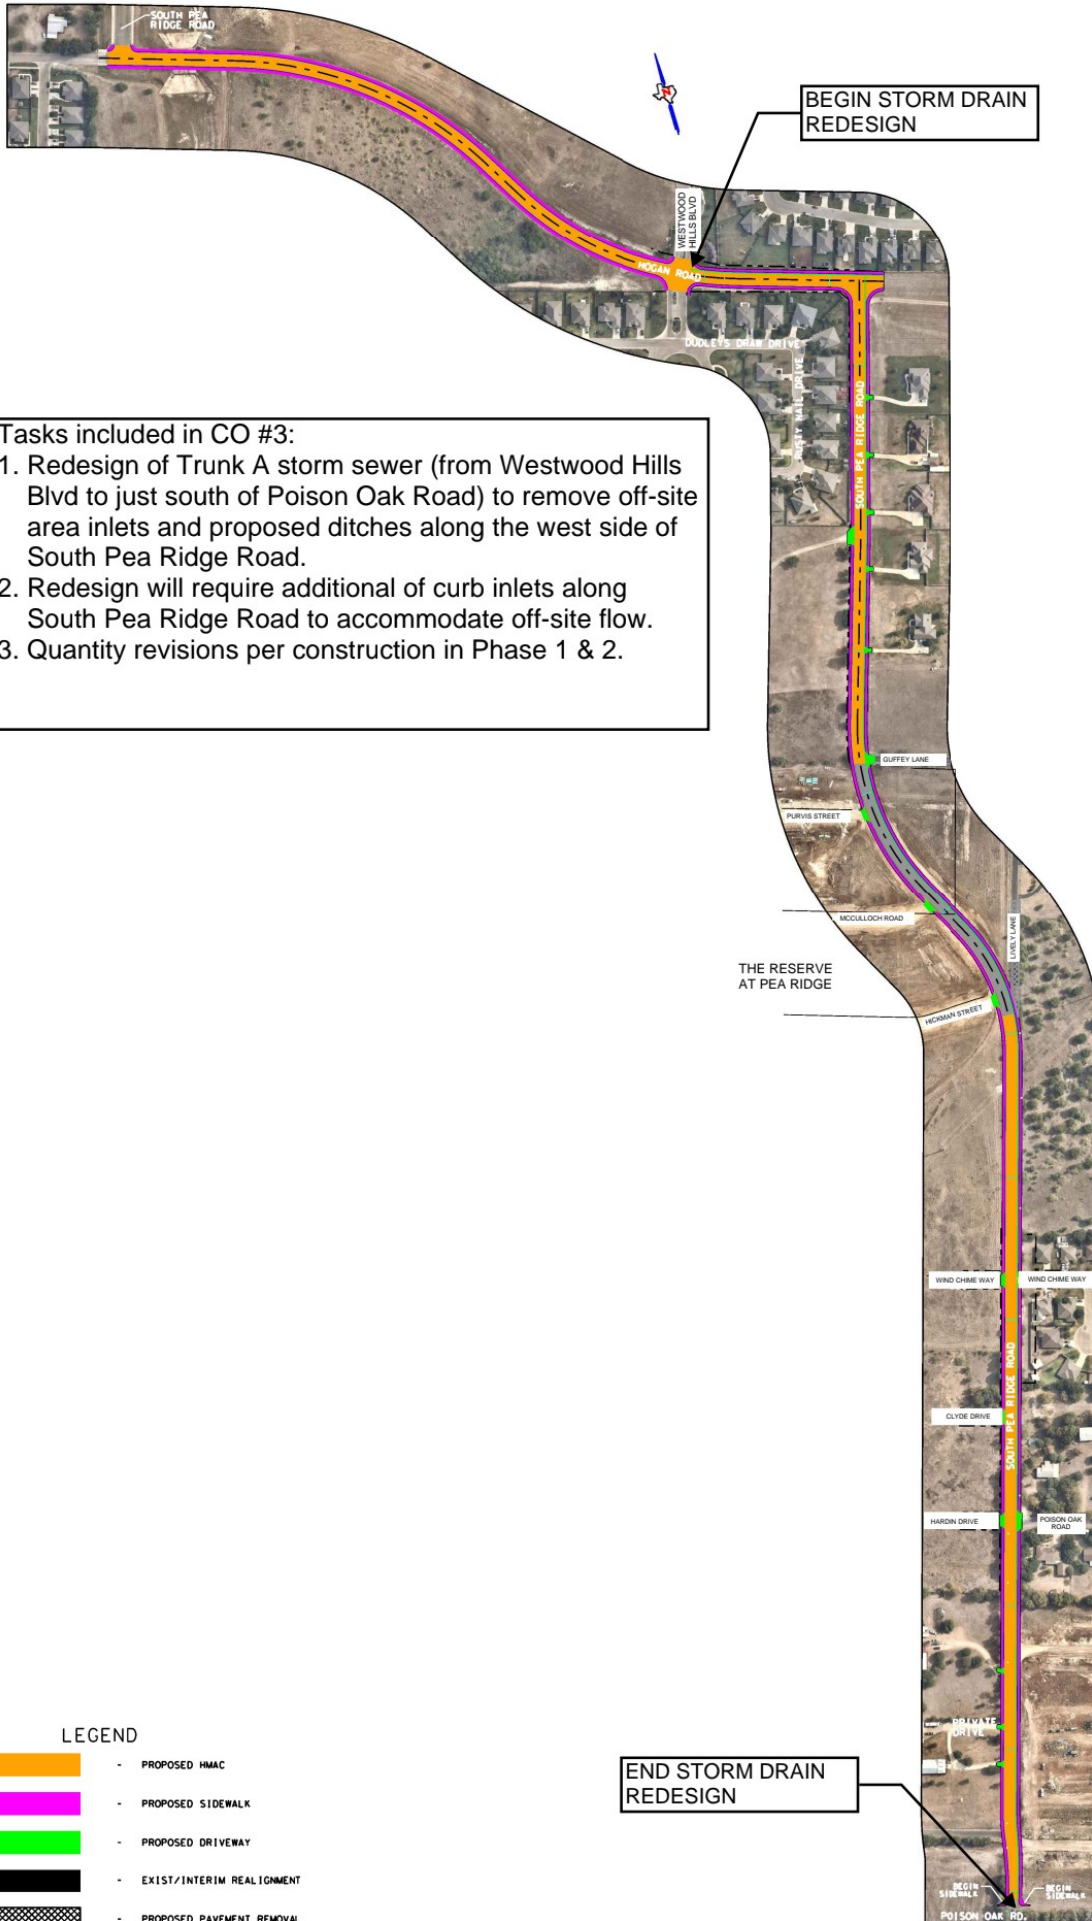 SOUTH PEA
RIDGE ROAD
BEGIN STORM DRAIN
REDESIGN
WESTWOOD
HILLS BLVD
HOGAN ROAD
DUDLEYS DRAW DRIVE
RUSTY NAIL DRIVE
SOUTH PEA RIDGE ROAD
Tasks included in CO #3:
1. Redesign of Trunk A storm sewer (from Westwood Hills
Blvd to just south of Poison Oak Road) to remove off-site
area inlets and proposed ditches along the west side of
South Pea Ridge Road.
2. Redesign will require additional of curb inlets along
South Pea Ridge Road to accommodate off-site flow.
3. Quantity revisions per construction in Phase 1 & 2.
GUFFEY LANE
PURVIS STREET
MCCULLOCH ROAD
LIVELY LANE
THE RESERVE
AT PEA RIDGE
HICKMAN STREET
WIND CHIME WAY
WIND CHIME WAY
SOUTH PEA RIDGE ROAD
CLYDE DRIVE
HARDIN DRIVE
POISON OAK
ROAD
PRIVATE
DRIVE
END STORM DRAIN
REDESIGN
BEGIN
SIDEWALK
BEGIN
SIDEWALK
POISON OAK RD.
LEGEND
- PROPOSED HMAC
- PROPOSED SIDEWALK
- PROPOSED DRIVEWAY
- EXIST/INTERIM REALIGNMENT
- PROPOSED PAVEMENT REMOVAL